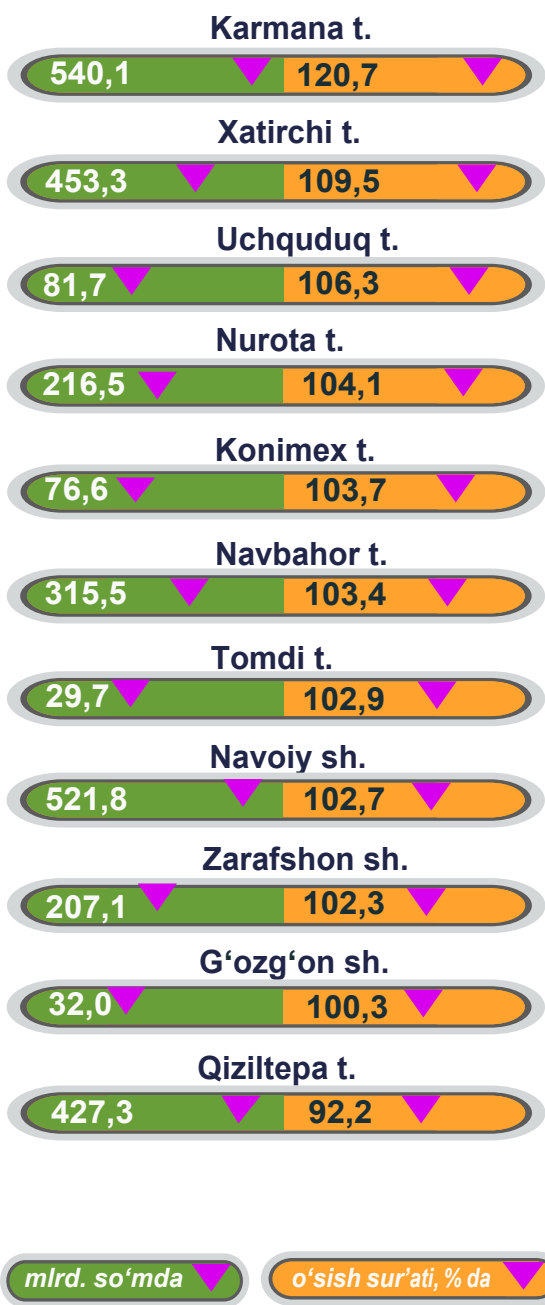 Karmana t.
540,1 120,7
Xatirchi t.
453,3 109,5
Uchquduq t.
81,7 106,3
Nurota t.
216,5 104,1
Konimex t.
76,6 103,7
Navbahor t.
315,5 103,4
Tomdi t.
29,7 102,9
Navoiy sh.
521,8 102,7
Zarafshon sh.
207,1 102,3
G‘ozg‘on sh.
32,0 100,3
Qiziltepa t.
427,3 92,2
mlrd. so‘mda o‘sish sur’ati, % da